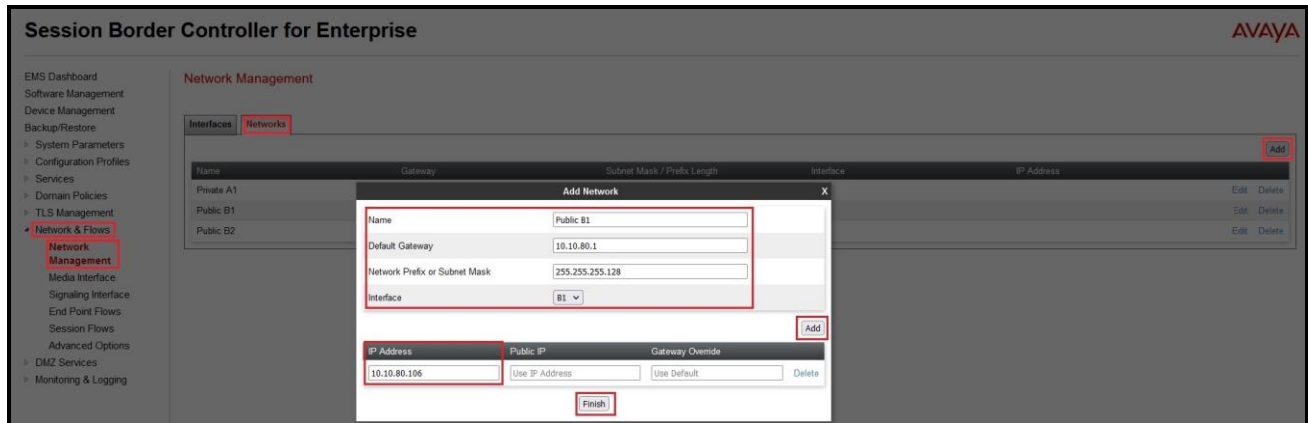 Session Border Controller for Enterprise
AVAYA
EMS Dashboard
Software Management
Device Management
Backup/Restore
System Parameters
Configuration Profiles
Services
Domain Policies
TLS Management
Network & Flows
Network
Management
Media Interface
Signaling Interface
End Point Flows
Session Flows
Advanced Options
DMZ Services
Monitoring & Logging
Network Management
Interfaces Networks
Add
Name Gateway Subnet Mask / Prefix Length Interface IP Address
Private A1 Edit Delete
Public B1 Edit Delete
Public B2 Edit Delete
Add Network X
Name Public B1
Default Gateway 10.10.80.1
Network Prefix or Subnet Mask 255.255.255.128
Interface B1
Add
IP Address Public IP Gateway Override
10.10.80.106 Use IP Address Use Default Delete
Finish